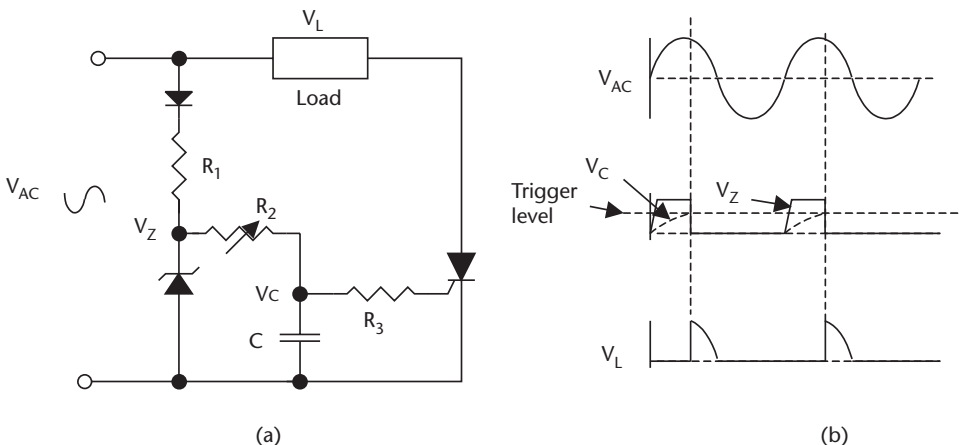 V_L
Load
R_1
V_AC
R_2
V_Z
V_C
R_3
C
(a)
V_AC
V_C
Trigger
level
V_Z
V_L
(b)